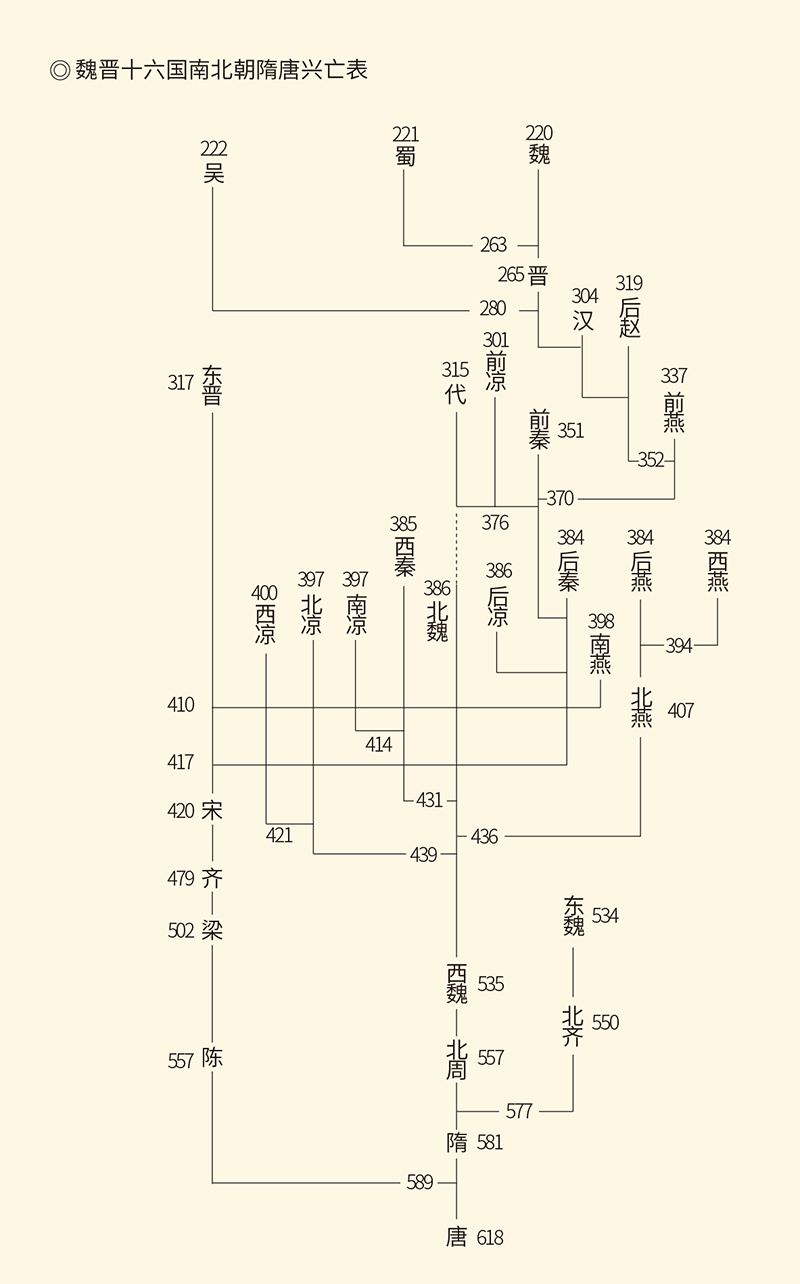 ◎ 魏晋十六国南北朝隋唐兴亡表
220
魏
221
蜀
222
吴
263
265 晋
319
后赵
304
汉
280
301
前凉
315
代
317 东晋
337
前燕
前秦 351
352
370
376
385
西秦
384
后秦
384
后燕
384
西燕
386
后凉
397
北凉
397
南凉
386
北魏
400
西凉
398
南燕
394
410
北燕 407
414
417
431
420 宋
421
436
439
479 齐
东魏 534
502 梁
西魏 535
北齐 550
557 陈
北周 557
577
隋 581
589
唐 618